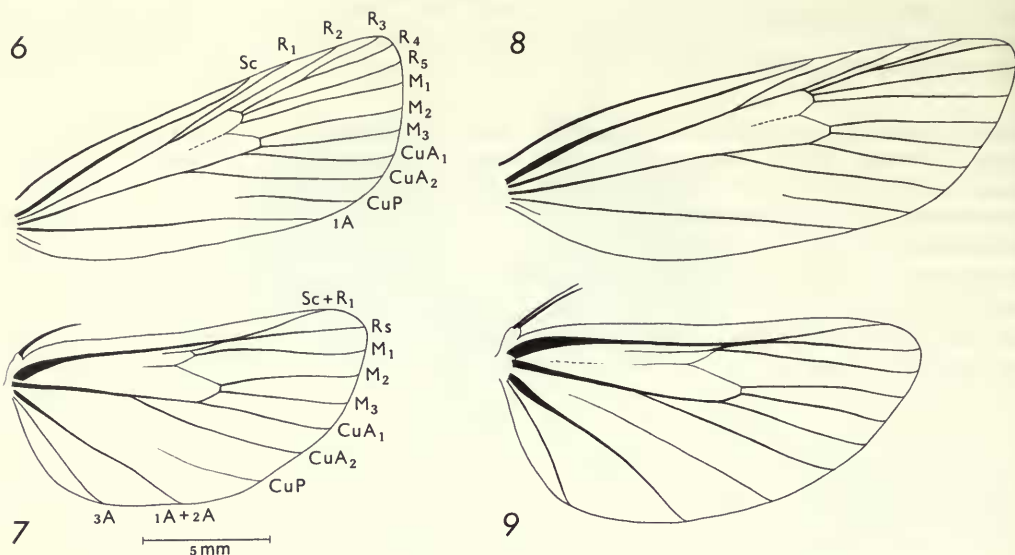 6
Sc
R1
R2
R3
R4
R5
M1
M2
M3
CuA1
CuA2
CuP
1A
8
Sc + R1
Rs
M1
M2
M3
CuA1
CuA2
CuP
1A + 2A
3A
7
9
5 mm